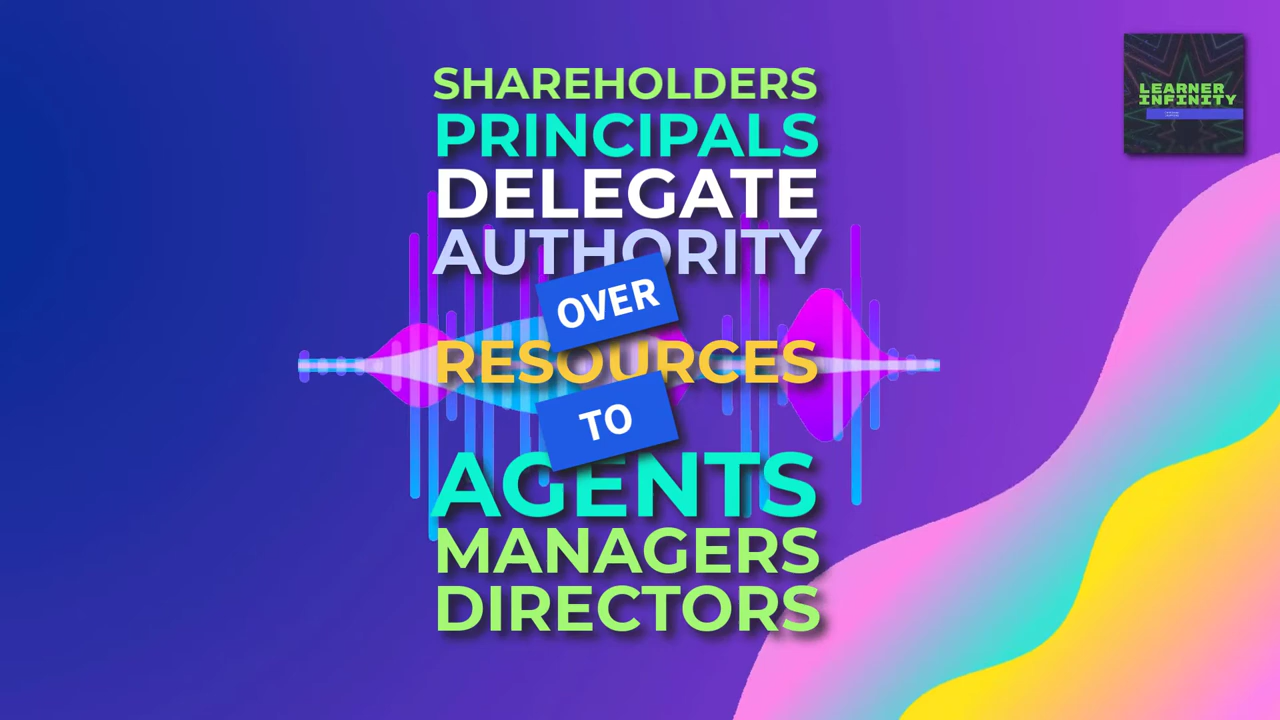 SHAREHOLDERS
PRINCIPALS
DELEGATE
AUTHORITY
OVER
RESOURCES
TO
AGENTS
MANAGERS
DIRECTORS
LEARNER
INFINITY